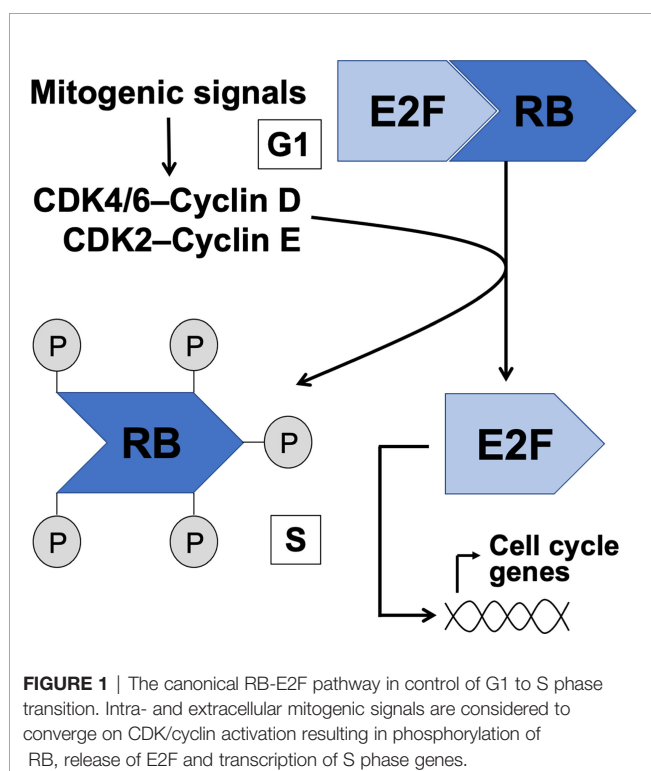 Mitogenic signals
E2F
RB
G1
CDK4/6–Cyclin D
CDK2–Cyclin E
P
P
RB
P
E2F
P
P
S
Cell cycle
genes
FIGURE 1 | The canonical RB-E2F pathway in control of G1 to S phase
transition. Intra- and extracellular mitogenic signals are considered to
converge on CDK/cyclin activation resulting in phosphorylation of
RB, release of E2F and transcription of S phase genes.